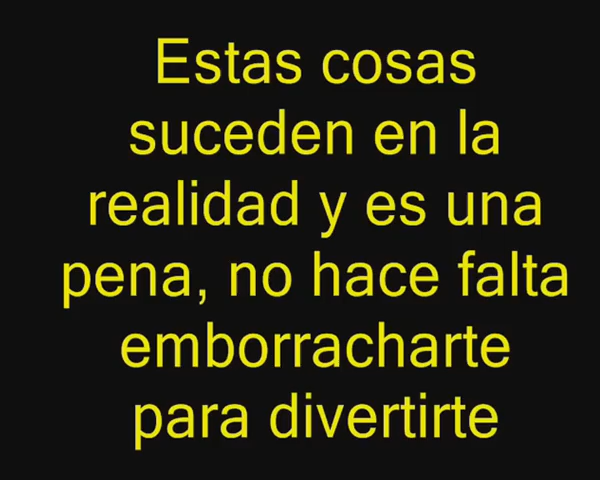 Estas cosas
suceden en la
realidad y es una
pena, no hace falta
emborracharte
para divertirte